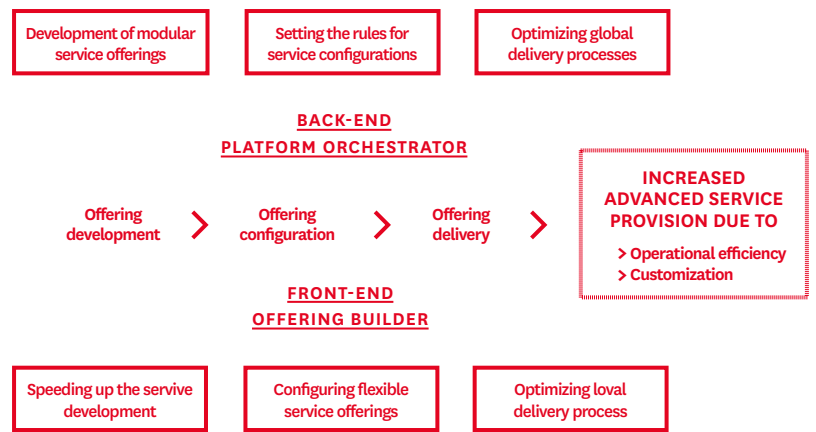 Development of modular
service offerings
Setting the rules for
service configurations
Optimizing global
delivery processes
BACK-END
PLATFORM ORCHESTRATOR
Offering
development
Offering
configuration
Offering
delivery
INCREASED
ADVANCED SERVICE
PROVISION DUE TO
> Operational efficiency
> Customization
FRONT-END
OFFERING BUILDER
Speeding up the servive
development
Configuring flexible
service offerings
Optimizing loval
delivery process